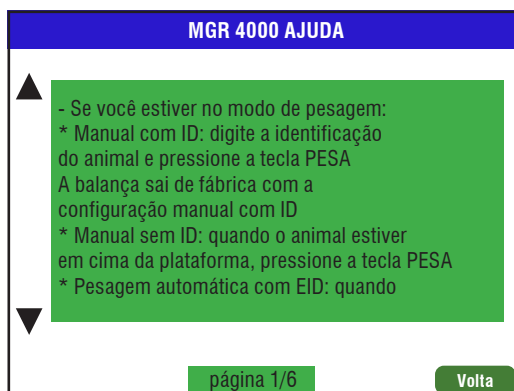 MGR 4000 AJUDA
- Se você estiver no modo de pesagem:
* Manual com ID: digite a identificação
do animal e pressione a tecla PESA
A balança sai de fábrica com a
configuração manual com ID
* Manual sem ID: quando o animal estiver
em cima da plataforma, pressione a tecla PESA
* Pesagem automática com EID: quando
página 1/6
Volta